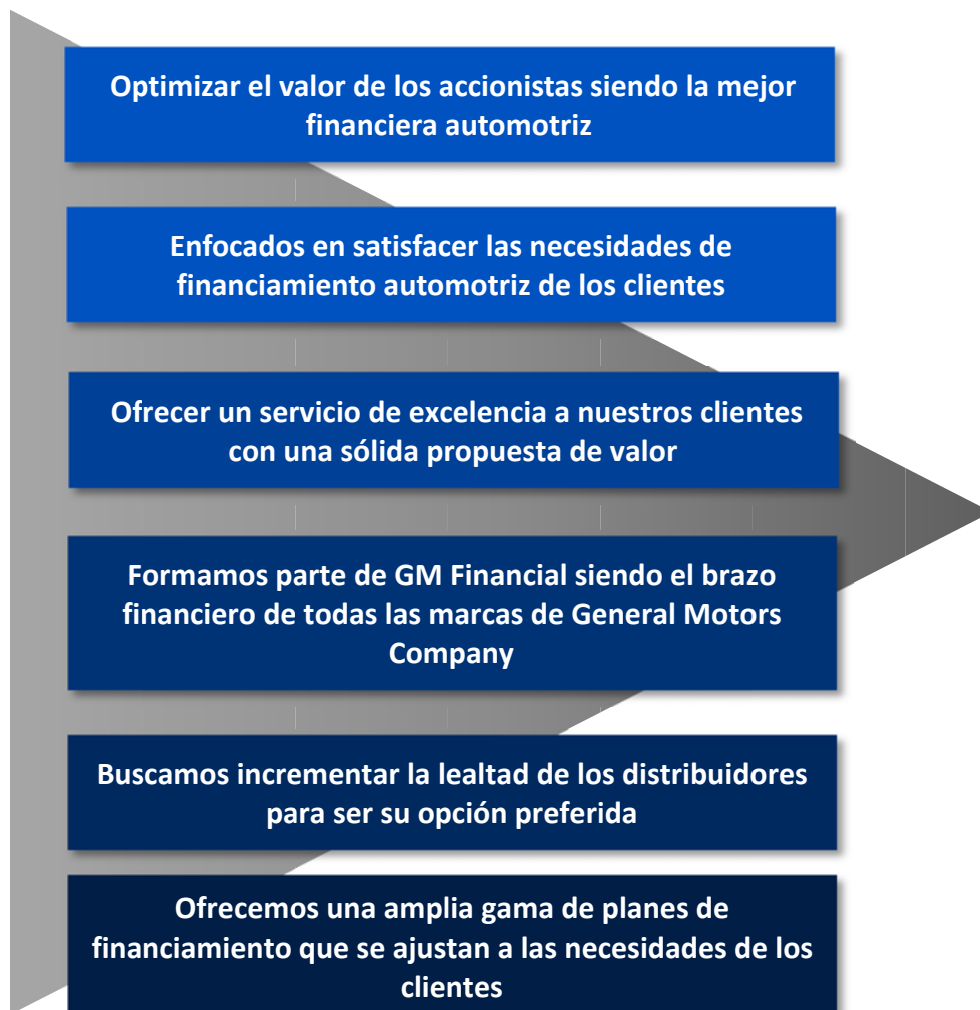 Optimizar el valor de los accionistas siendo la mejor
financiera automotriz
Enfocados en satisfacer las necesidades de
financiamiento automotriz de los clientes
Ofrecer un servicio de excelencia a nuestros clientes
con una sólida propuesta de valor
Formamos parte de GM Financial siendo el brazo
financiero de todas las marcas de General Motors
Company
Buscamos incrementar la lealtad de los distribuidores
para ser su opción preferida
Ofrecemos una amplia gama de planes de
financiamiento que se ajustan a las necesidades de los
clientes